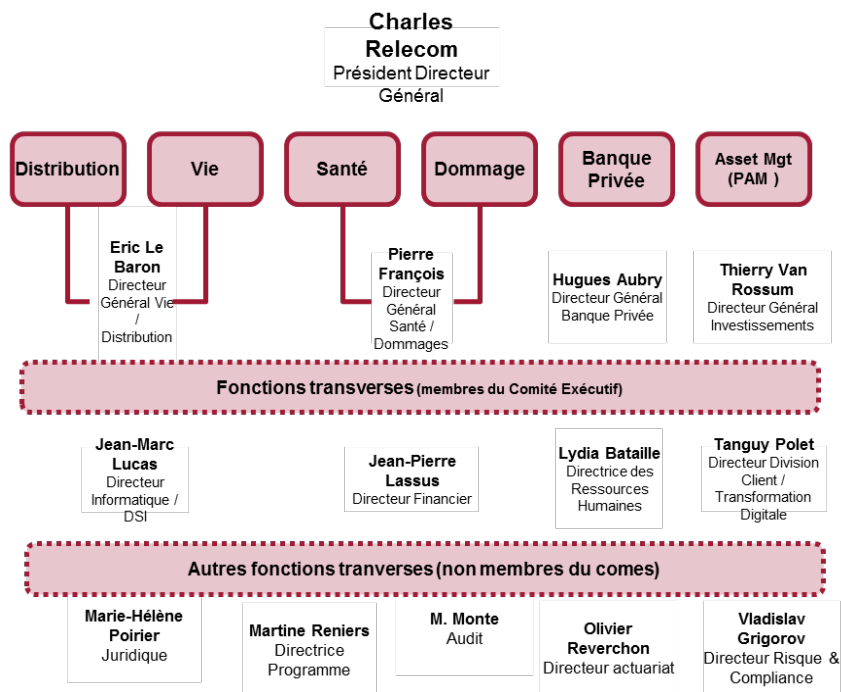 Charles
Relecom
Président Directeur
Général
Distribution
Vie
Santé
Dommage
Banque
Privée
Asset Mgt
(PAM )
Eric Le
Baron
Directeur
Général Vie
/
Distribution
Pierre
François
Directeur
Général
Santé /
Dommages
Hugues Aubry
Directeur Général
Banque Privée
Thierry Van
Rossum
Directeur Général
Investissements
Fonctions transverses (membres du Comité Exécutif)
Jean-Marc
Lucas
Directeur
Informatique /
DSI
Jean-Pierre
Lassus
Directeur Financier
Lydia Bataille
Directrice des
Ressources
Humaines
Tanguy Polet
Directeur Division
Client /
Transformation
Digitale
Autres fonctions tranverses (non membres du comes)
Marie-Hélène
Poirier
Juridique
Martine Reniers
Directrice
Programme
M. Monte
Audit
Olivier
Reverchon
Directeur actuariat
Vladislav
Grigorov
Directeur Risque &
Compliance